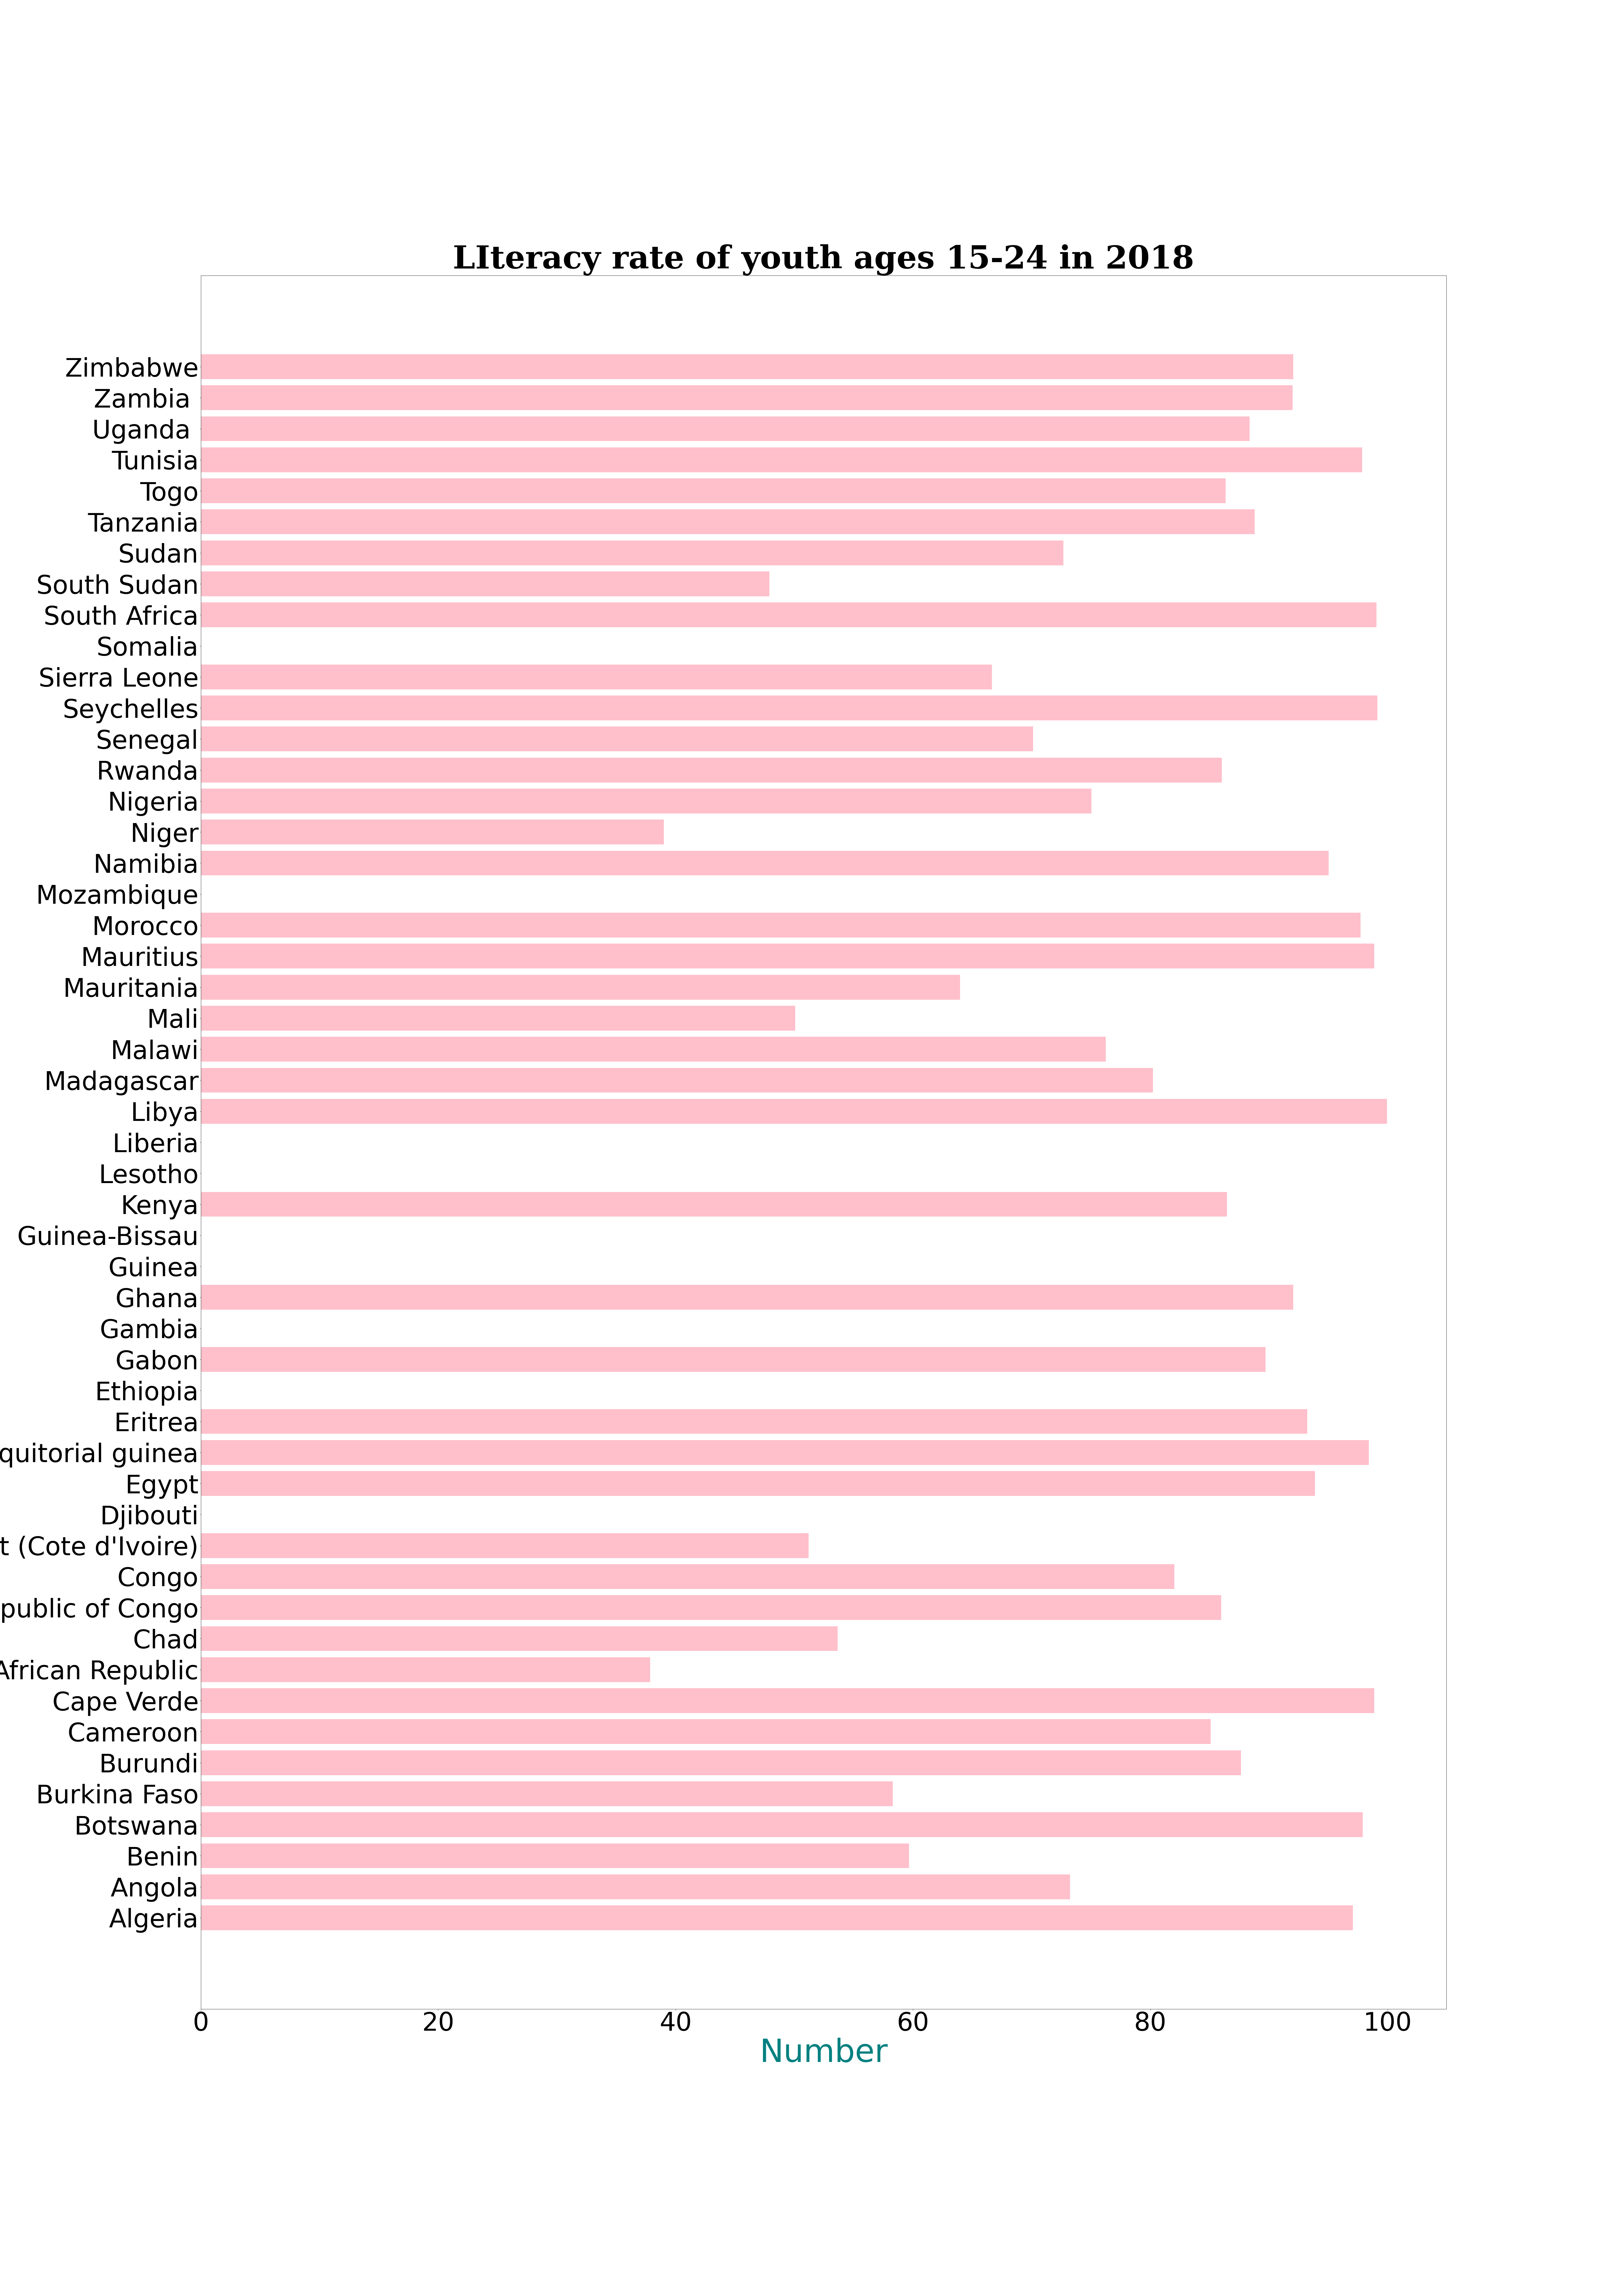 LIteracy rate of youth ages 15-24 in 2018
Zimbabwe
Zambia
Uganda
Tunisia
Togo
Tanzania
Sudan
South Sudan
South Africa
Somalia
Sierra Leone
Seychelles
Senegal
Rwanda
Nigeria
Niger
Namibia
Mozambique
Morocco
Mauritius
Mauritania
Mali
Malawi
Madagascar
Libya
Liberia
Lesotho
Kenya
Guinea-Bissau
Guinea
Ghana
Gambia
Gabon
Ethiopia
Eritrea
quitorial guinea
Egypt
Djibouti
t (Cote d'Ivoire)
Congo
public of Congo
Chad
African Republic
Cape Verde
Cameroon
Burundi
Burkina Faso
Botswana
Benin
Angola
Algeria
0 20 40 60 80 100
Number